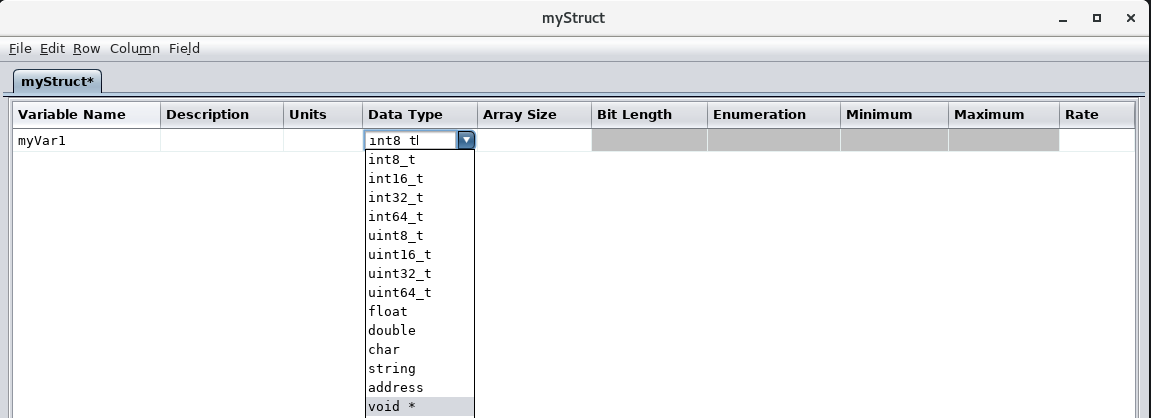 myStruct
File Edit Row Column Field
myStruct*
Variable Name Description Units Data Type Array Size Bit Length Enumeration Minimum Maximum Rate
myVar1 int8_t
int8_t
int16_t
int32_t
int64_t
uint8_t
uint16_t
uint32_t
uint64_t
float
double
char
string
address
void *